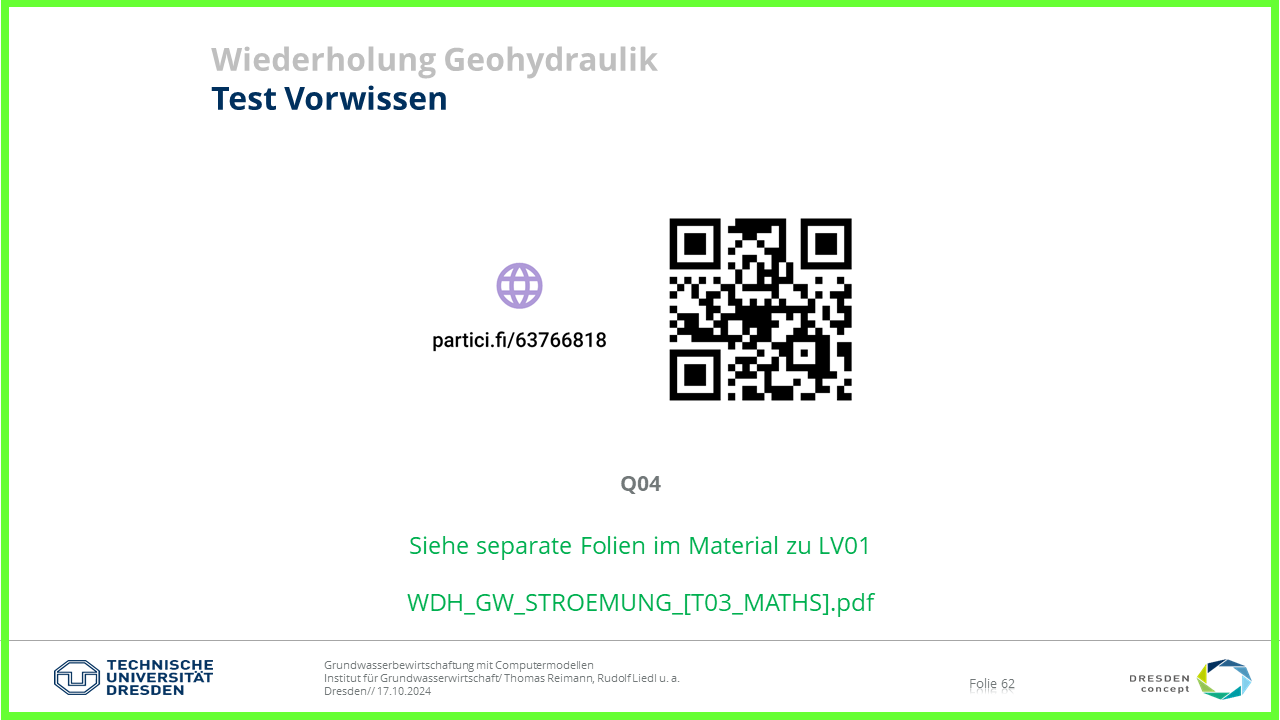 Wiederholung Geohydraulik
Test Vorwissen
partici.fi/63766818
Q04
Siehe separate Folien im Material zu LV01
WDH_GW_STROEMUNG_[T03_MATHS].pdf
TECHNISCHE
UNIVERSITÄT
DRESDEN
Grundwasserbewirtschaftung mit Computermodellen
Institut für Grundwasserwirtschaft/ Thomas Reimann, Rudolf Liedl u. a.
Dresden// 17.10.2024
Folie 62
DRESDEN
concept